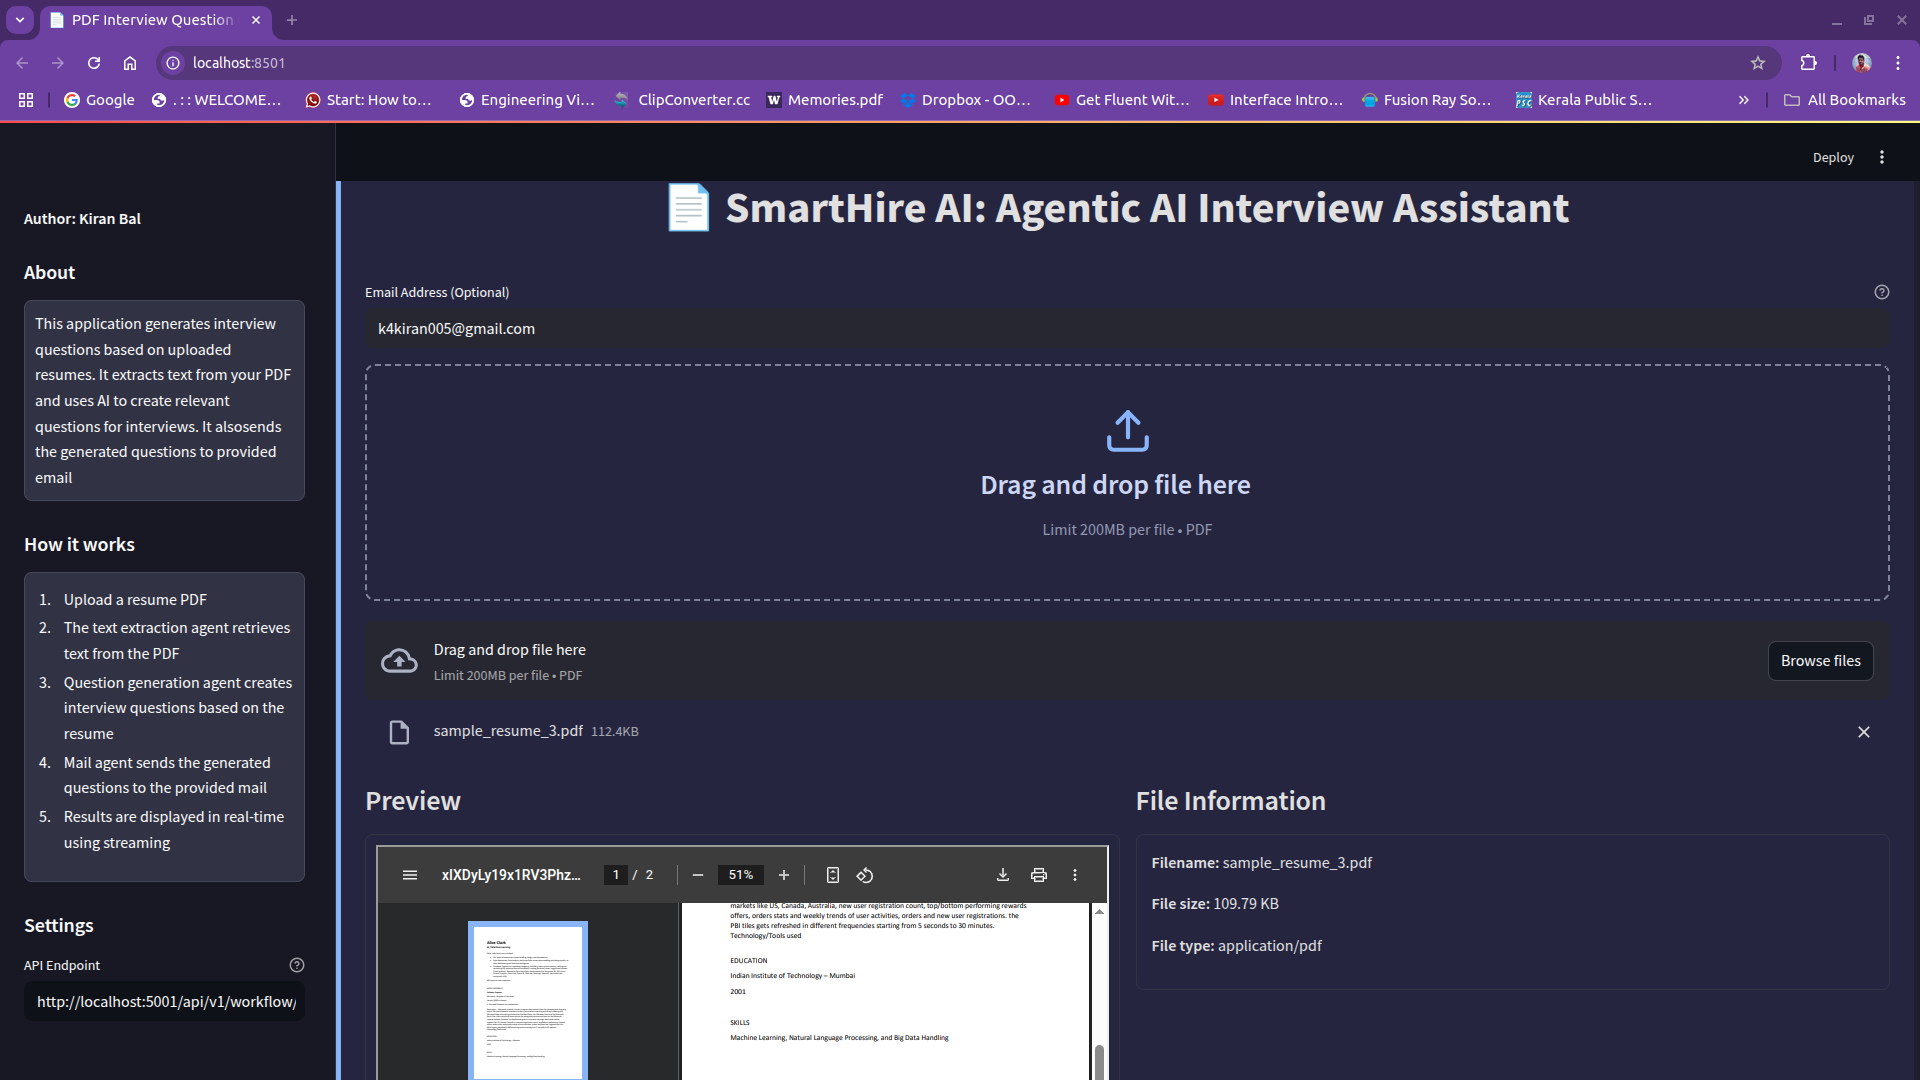 PDF Interview Question
localhost:8501
Google
. : : WELCOME...
Start: How to...
Engineering Vi...
ClipConverter.cc
Memories.pdf
Dropbox - OO...
Get Fluent Wit...
Interface Intro...
Fusion Ray So...
Kerala Public S...
All Bookmarks
Deploy
Author: Kiran Bal
About
This application generates interview
questions based on uploaded
resumes. It extracts text from your PDF
and uses AI to create relevant
questions for interviews. It alsosends
the generated questions to provided
email
How it works
1. Upload a resume PDF
2. The text extraction agent retrieves
text from the PDF
3. Question generation agent creates
interview questions based on the
resume
4. Mail agent sends the generated
questions to the provided mail
5. Results are displayed in real-time
using streaming
Settings
API Endpoint
http://localhost:5001/api/v1/workflow/
SmartHire AI: Agentic AI Interview Assistant
Email Address (Optional)
k4kiran005@gmail.com
Drag and drop file here
Limit 200MB per file • PDF
Drag and drop file here
Limit 200MB per file • PDF
Browse files
sample_resume_3.pdf 112.4KB
Preview
xIXDyLy19x1RV3Phz... 1 / 2 51%
markets like US, Canada, Australia, new user registration count, top/bottom performing rewards
offers, orders stats and weekly trends of user activities, orders and new user registrations. the
PBI tiles gets refreshed in different frequencies starting from 5 seconds to 30 minutes.
Technology/Tools used
EDUCATION
Indian Institute of Technology – Mumbai
2001
SKILLS
Machine Learning, Natural Language Processing, and Big Data Handling
File Information
Filename: sample_resume_3.pdf
File size: 109.79 KB
File type: application/pdf